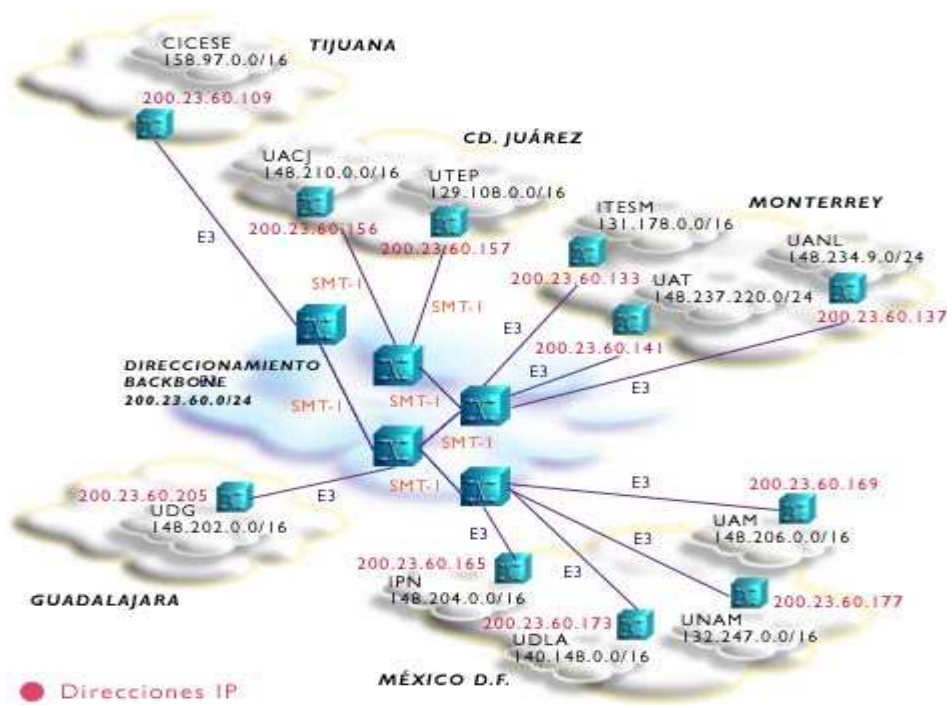 CICESE
158.97.0.0/16
TIJUANA
200.23.60.109
CD. JUÁREZ
UACJ
148.210.0.0/16
UTEP
129.108.0.0/16
200.23.60.156
200.23.60.157
ITESM
131.178.0.0/16
MONTERREY
UANL
148.234.9.0/24
200.23.60.133
UAT
148.237.220.0/24
200.23.60.137
200.23.60.141
E3
SMT-1
SMT-1
E3
E3
E3
DIRECCIONAMIENTO
BACKBONE
200.23.60.0/24
E3
SMT-1
SMT-1
SMT-1
SMT-1
200.23.60.205
UDG
148.202.0.0/16
E3
GUADALAJARA
E3
200.23.60.169
UAM
148.206.0.0/16
E3
E3
E3
200.23.60.165
IPN
148.204.0.0/16
200.23.60.173
UDLA
140.148.0.0/16
200.23.60.177
UNAM
132.247.0.0/16
MÉXICO D.F.
Direcciones IP